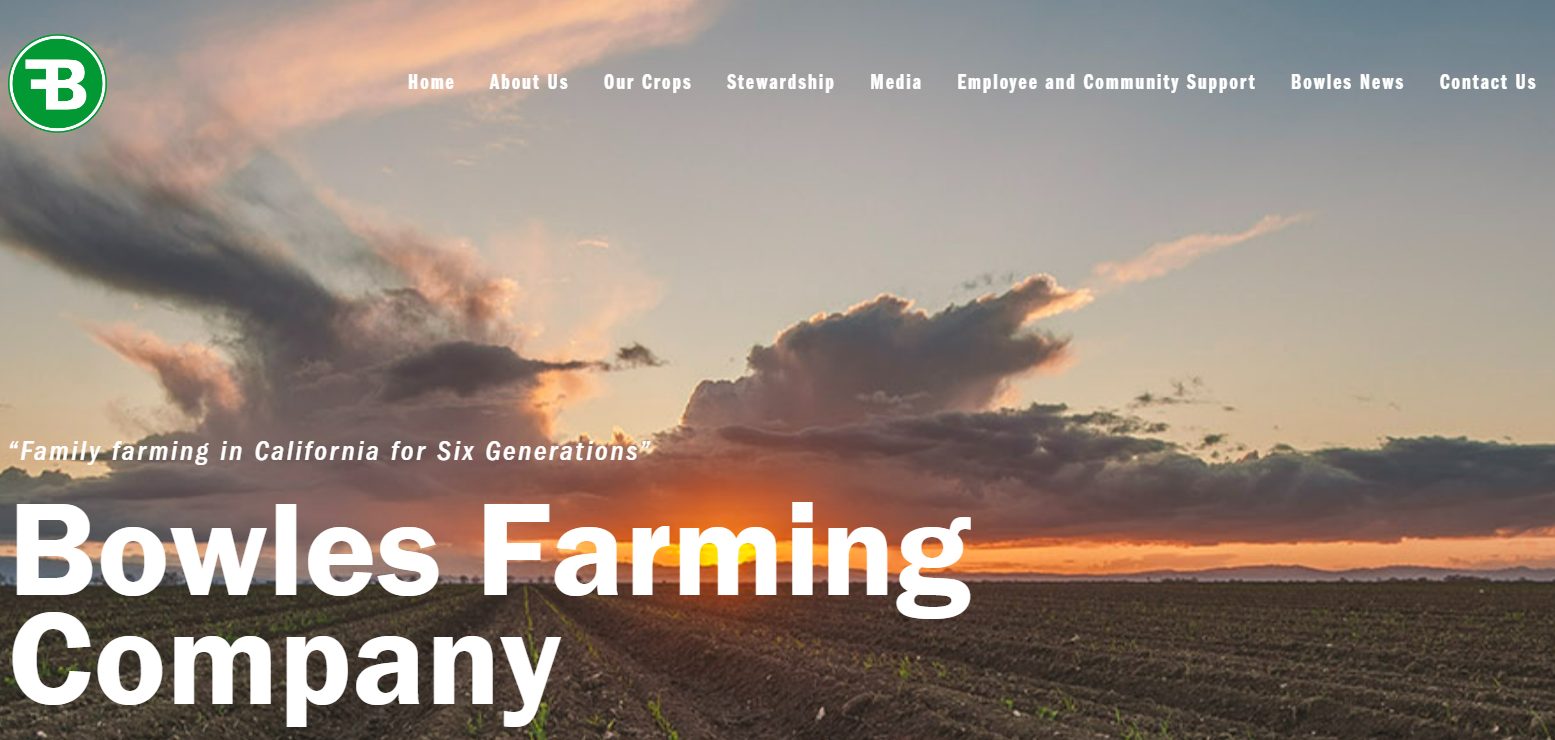 FB
Home About Us Our Crops Stewardship Media Employee and Community Support Bowles News Contact Us
“Family farming in California for Six Generations”
Bowles Farming
Company